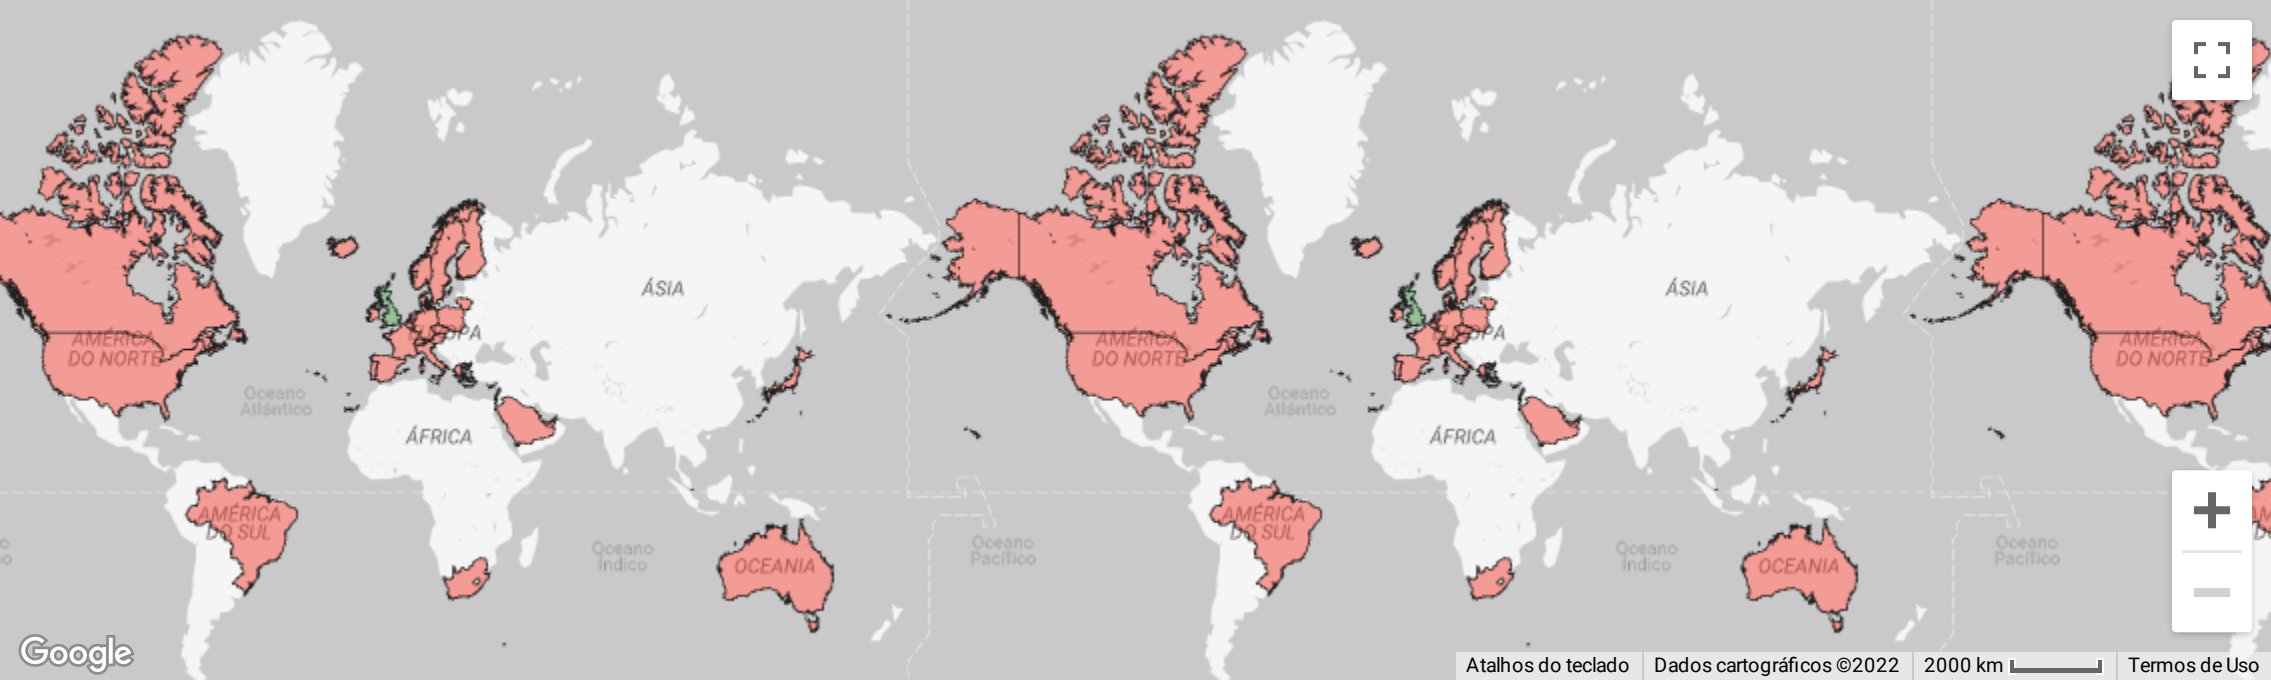 ÁSIA
ÁSIA
AMÉRICA
DO NORTE
AMÉRICA
DO NORTE
AMÉRICA
DO NORTE
Oceano
Atlântico
Oceano
Atlântico
ÁFRICA
ÁFRICA
AMÉRICA
DO SUL
AMÉRICA
DO SUL
Oceano
Índico
Oceano
Pacífico
Oceano
Índico
Oceano
Pacífico
OCEANIA
OCEANIA
Google
Atalhos do teclado
Dados cartográficos ©2022
2000 km
Termos de Uso